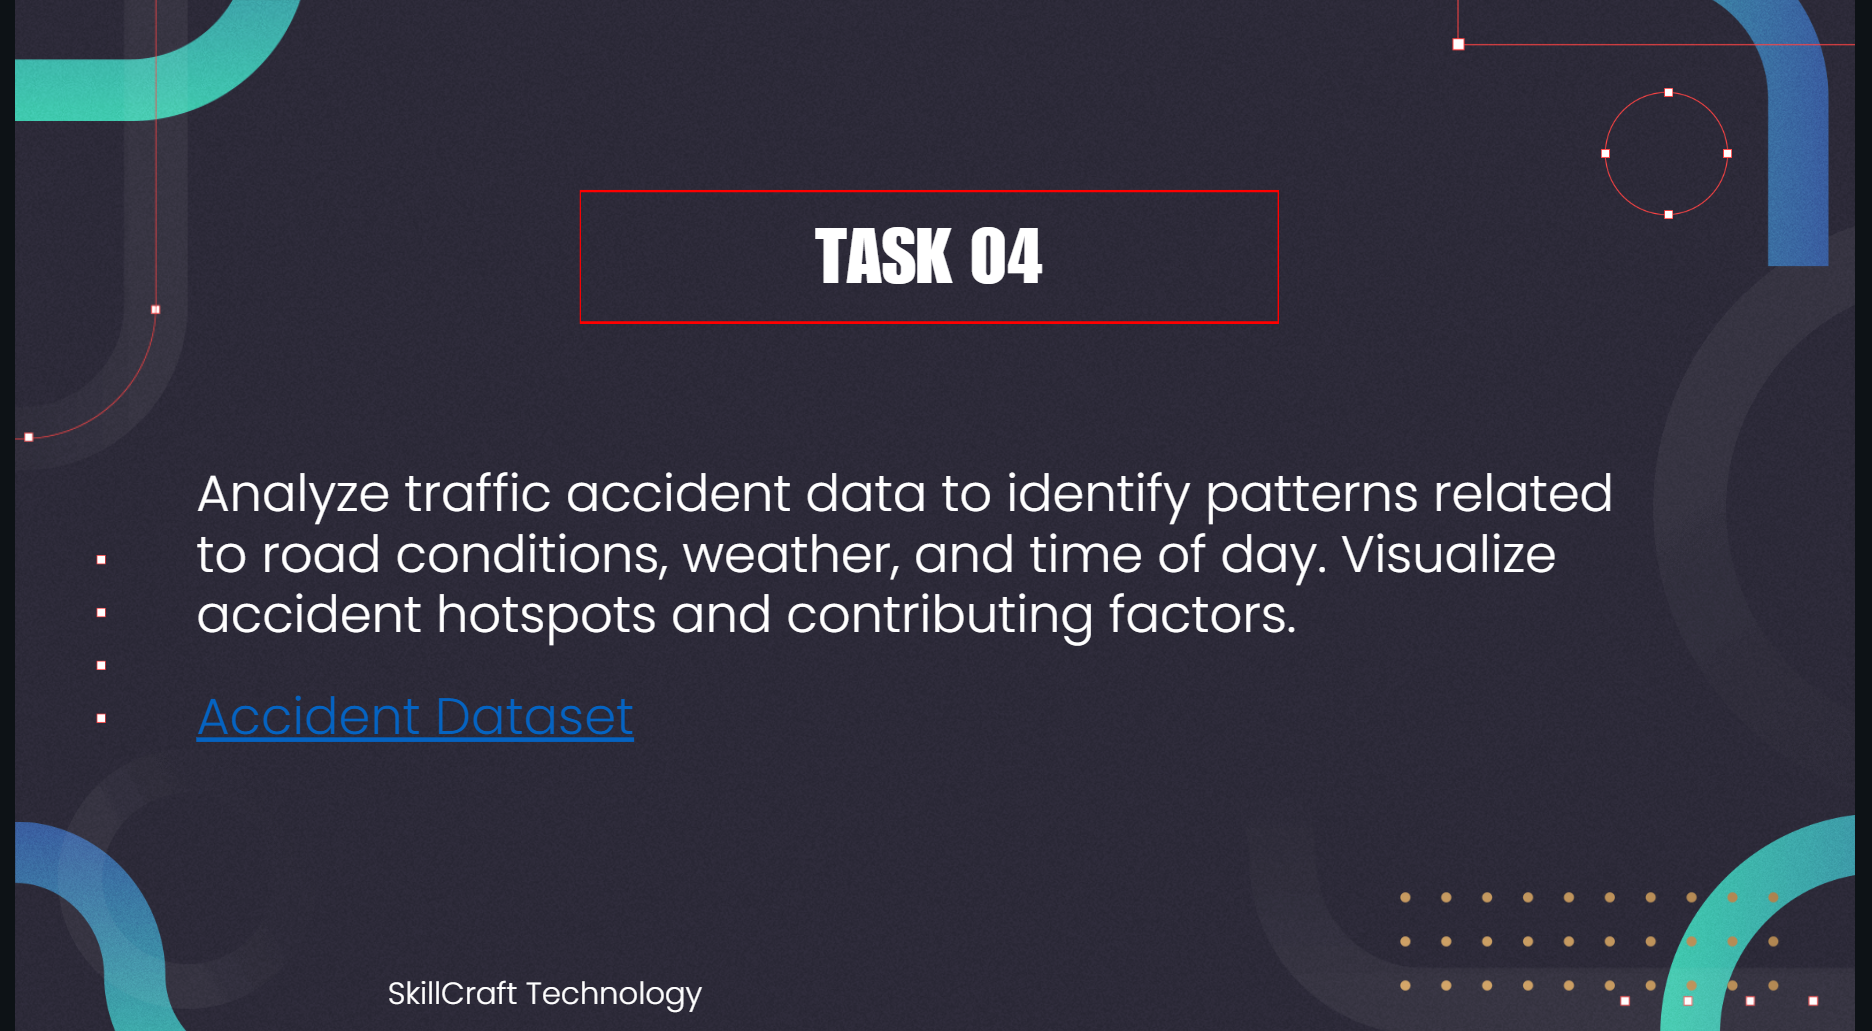 TASK 04
Analyze traffic accident data to identify patterns related
to road conditions, weather, and time of day. Visualize
accident hotspots and contributing factors.
Accident Dataset
SkillCraft Technology